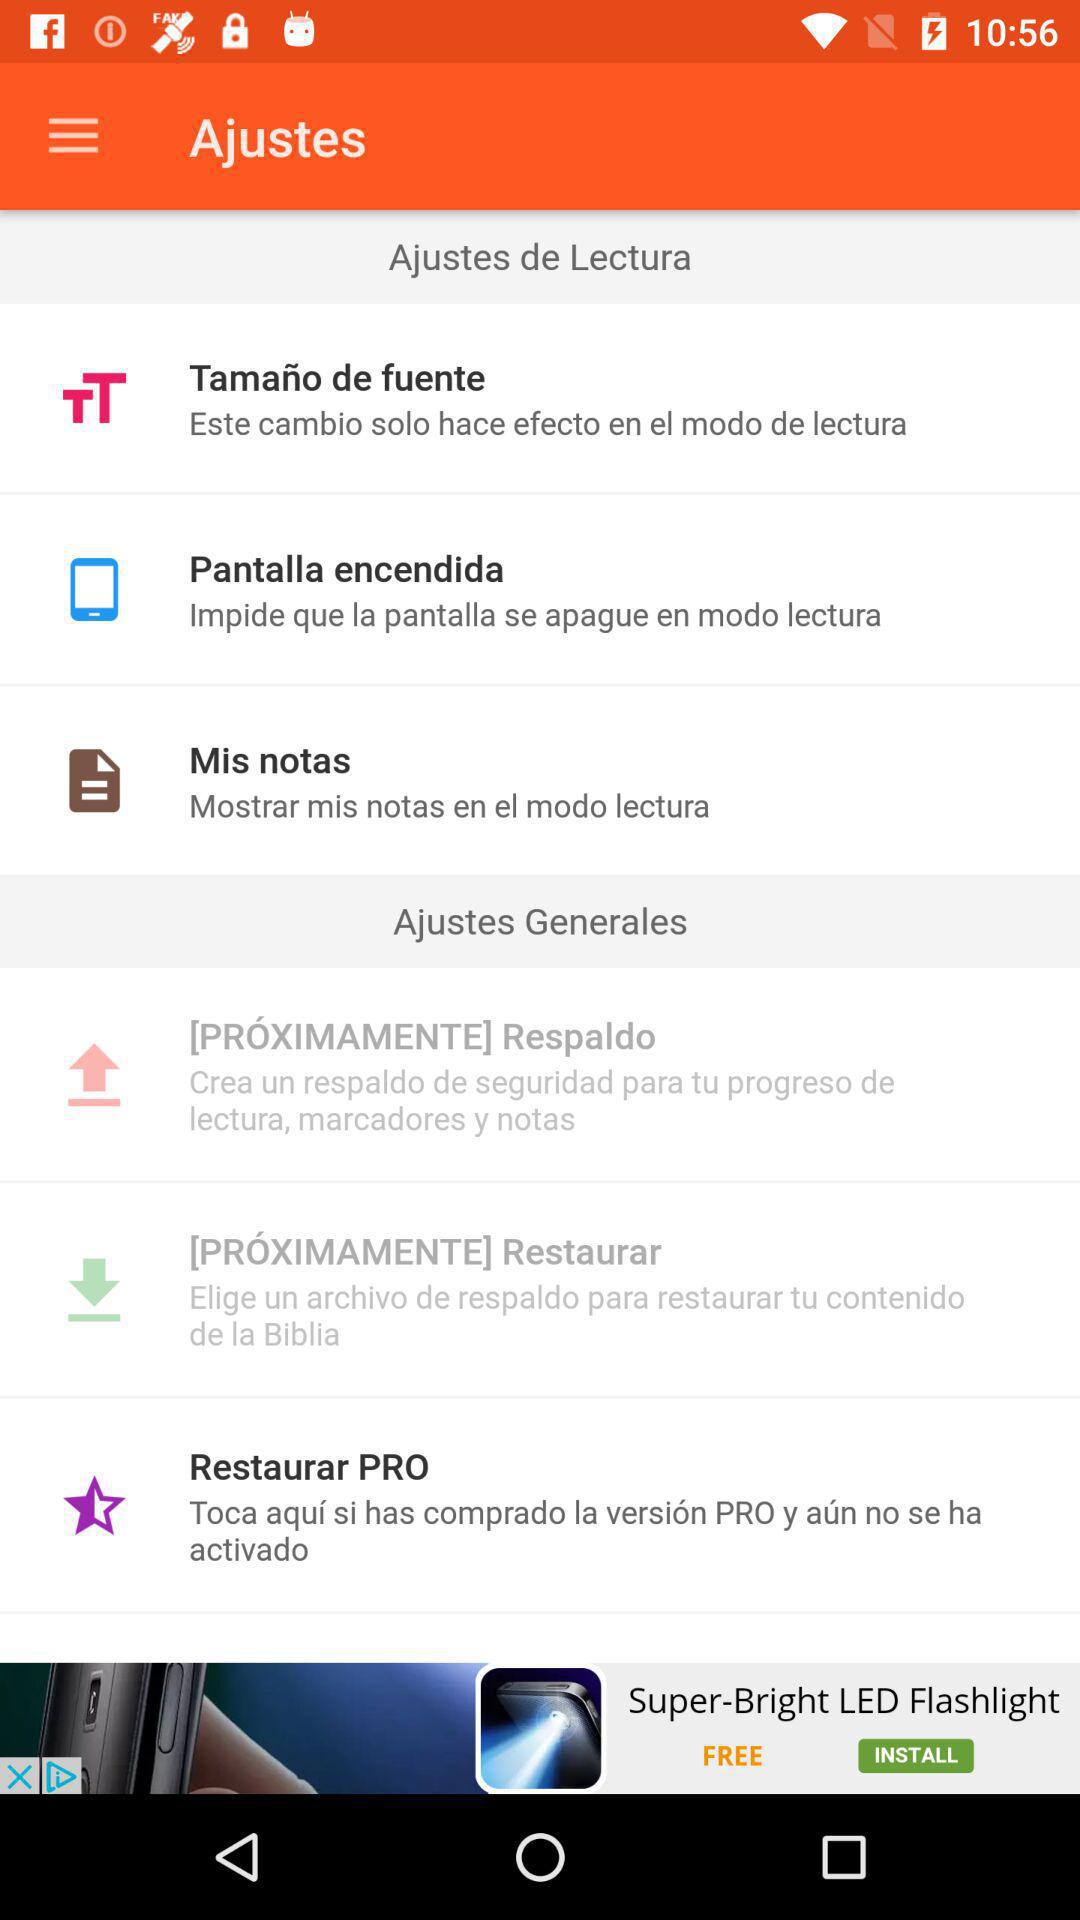 FAKE
10:56
Ajustes
Ajustes de Lectura
Tamaño de fuente
Este cambio solo hace efecto en el modo de lectura
Pantalla encendida
Impide que la pantalla se apague en modo lectura
Mis notas
Mostrar mis notas en el modo lectura
Ajustes Generales
[PRÓXIMAMENTE] Respaldo
Crea un respaldo de seguridad para tu progreso de
lectura, marcadores y notas
[PRÓXIMAMENTE] Restaurar
Elige un archivo de respaldo para restaurar tu contenido
de la Biblia
Restaurar PRO
Toca aquí si has comprado la versión PRO y aún no se ha
activado
Super-Bright LED Flashlight
FREE
INSTALL